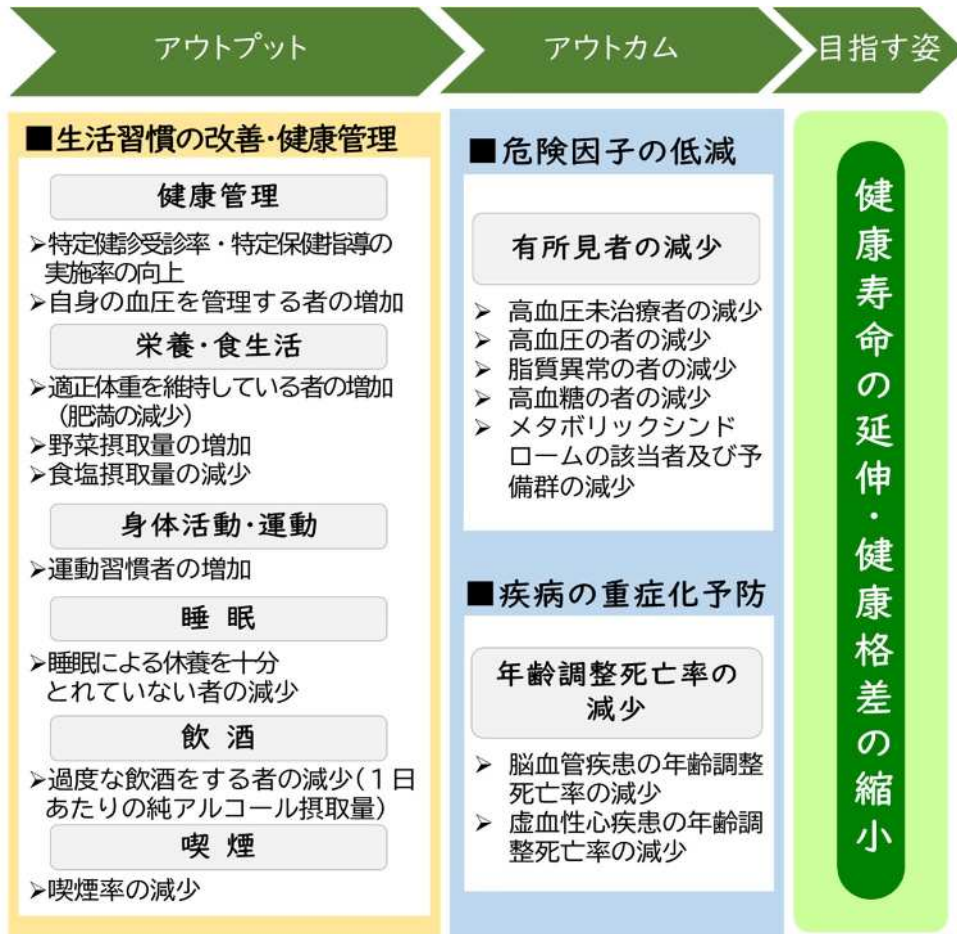 アウトプット
アウトカム
目指す姿
■生活習慣の改善・健康管理
健康管理
➢特定健診受診率・特定保健指導の
実施率の向上
➢自身の血圧を管理する者の増加
栄養・食生活
➢適正体重を維持している者の増加
（肥満の減少）
➢野菜摂取量の増加
➢食塩摂取量の減少
身体活動・運動
➢運動習慣者の増加
睡 眠
➢睡眠による休養を十分
とれていない者の減少
飲 酒
➢過度な飲酒をする者の減少（１日
あたりの純アルコール摂取量）
喫 煙
➢喫煙率の減少
■危険因子の低減
有所見者の減少
➢ 高血圧未治療者の減少
➢ 高血圧の者の減少
➢ 脂質異常の者の減少
➢ 高血糖の者の減少
➢ メタボリックシンド
ロームの該当者及び予
備群の減少
■疾病の重症化予防
年齢調整死亡率の
減少
➢ 脳血管疾患の年齢調整
死亡率の減少
➢ 虚血性心疾患の年齢調
整死亡率の減少
健康寿命の延伸・健康格差の縮小